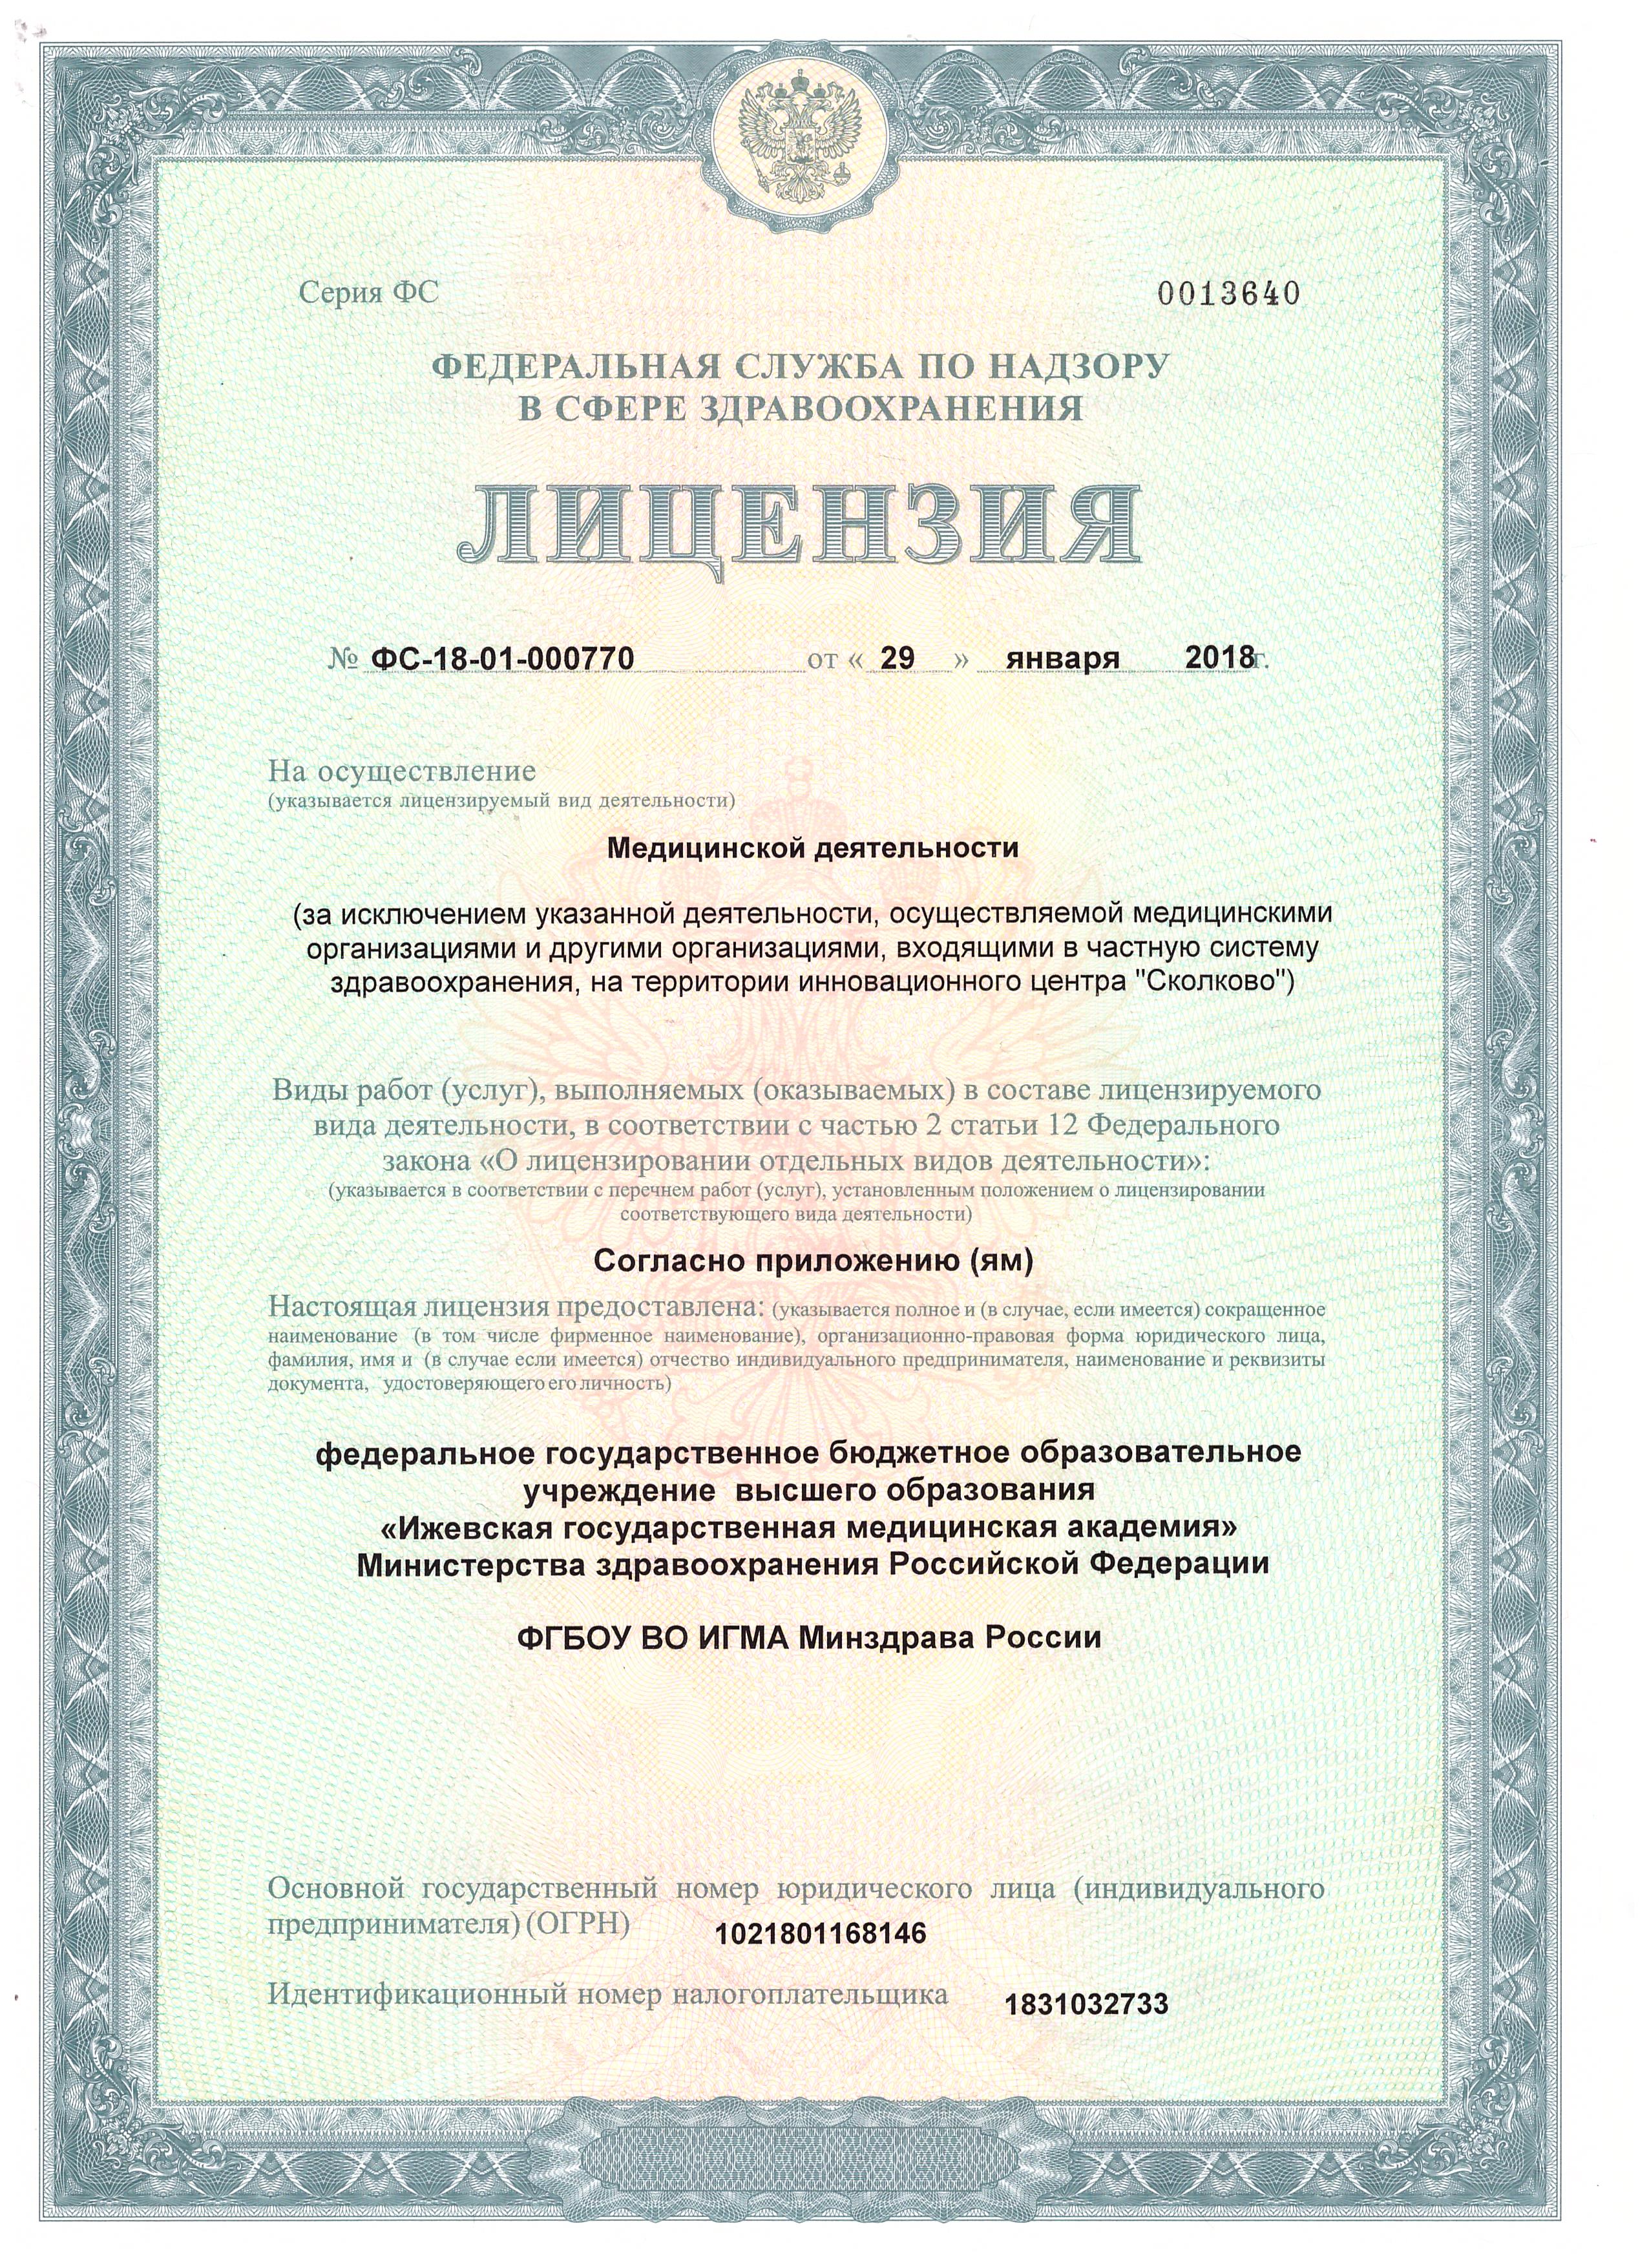 Серия ФС
0013640
ФЕДЕРАЛЬНАЯ СЛУЖБА ПО НАДЗОРУ
В СФЕРЕ ЗДРАВООХРАНЕНИЯ
ЛИЦЕНЗИЯ
№ ФС-18-01-000770 от « 29 » января 2018г.
На осуществление
(указывается лицензируемый вид деятельности)
Медицинской деятельности
(за исключением указанной деятельности, осуществляемой медицинскими
организациями и другими организациями, входящими в частную систему
здравоохранения, на территории инновационного центра "Сколково")
Виды работ (услуг), выполняемых (оказываемых) в составе лицензируемого
вида деятельности, в соответствии с частью 2 статьи 12 Федерального
закона «О лицензировании отдельных видов деятельности»:
(указывается в соответствии с перечнем работ (услуг), установленным положением о лицензировании
соответствующего вида деятельности)
Согласно приложению (ям)
Настоящая лицензия предоставлена: (указывается полное и (в случае, если имеется) сокращенное
наименование (в том числе фирменное наименование), организационно-правовая форма юридического лица,
фамилия, имя и (в случае если имеется) отчество индивидуального предпринимателя, наименование и реквизиты
документа, удостоверяющего его личность)
федеральное государственное бюджетное образовательное
учреждение высшего образования
«Ижевская государственная медицинская академия»
Министерства здравоохранения Российской Федерации
ФГБОУ ВО ИГМА Минздрава России
Основной государственный номер юридического лица (индивидуального
предпринимателя) (ОГРН) 1021801168146
Идентификационный номер налогоплательщика 1831032733